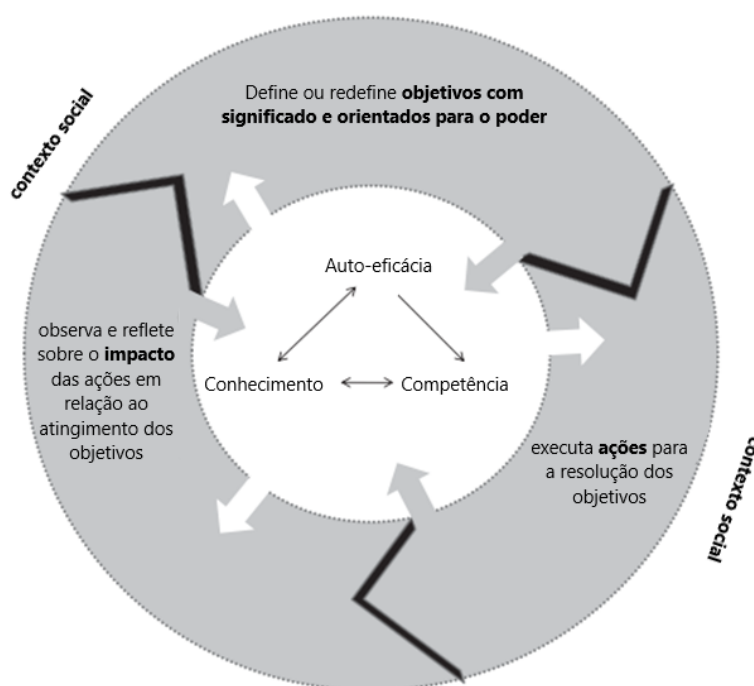 Define ou redefine objetivos com
significado e orientados para o poder
contexto social
Auto-eficácia
Conhecimento
Competência
observa e reflete
sobre o impacto
das ações em
relação ao
atingimento dos
objetivos
executa ações para
a resolução dos
objetivos
contexto social